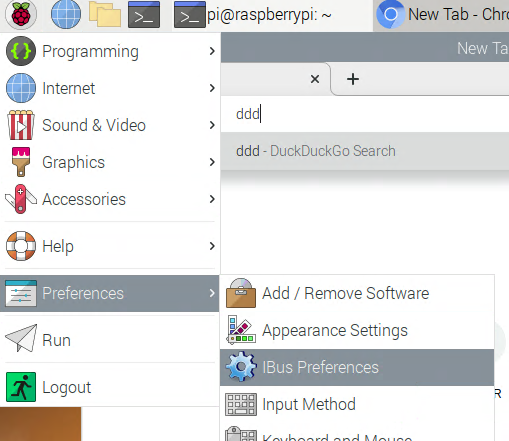 pi@raspberrypi: ~
New Tab - Chro
New Ta
Programming
Internet
Sound & Video
Graphics
Accessories
Help
Preferences
Run
Logout
ddd
ddd - DuckDuckGo Search
Add / Remove Software
Appearance Settings
IBus Preferences
Input Method
Keyboard and Mouse
R